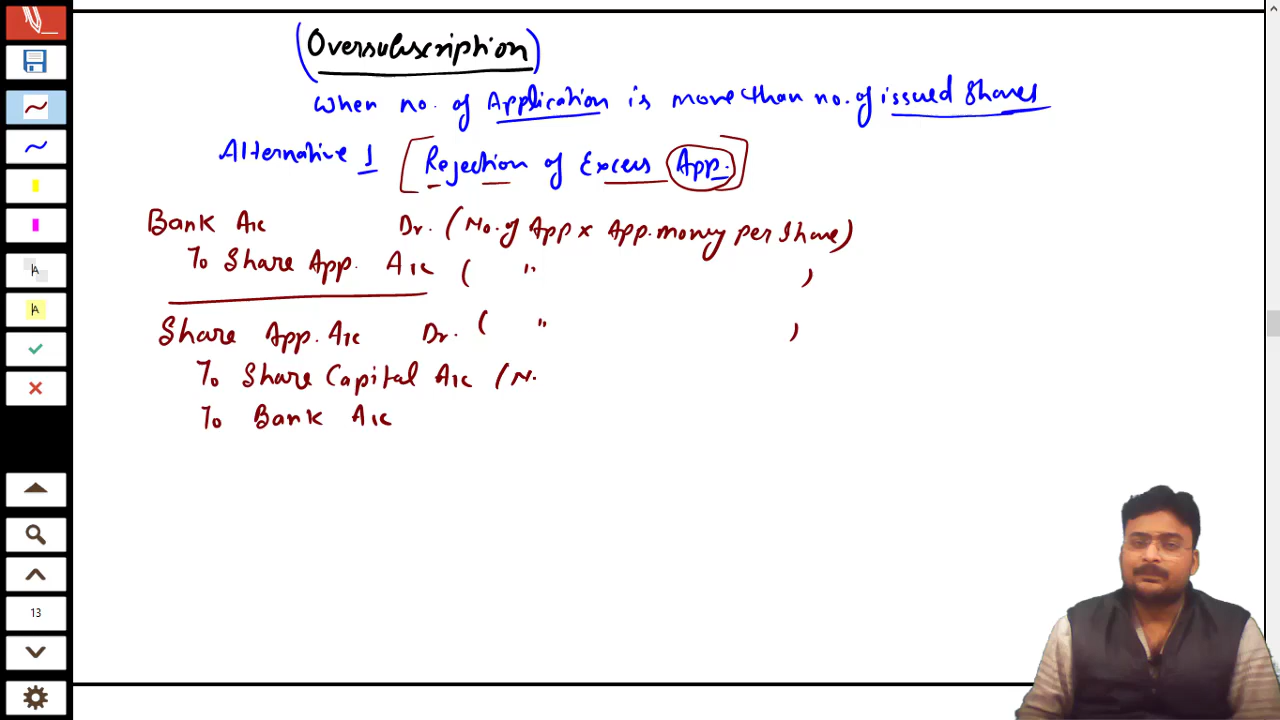 (Oversubscription)
When no. of Application is more than no. of issued Shares
Alternative 1 [Rejection of Excess App.]
Bank A/c Dr. (No. of App x App. money per Share)
To Share App. A/c ( " )
Share App. A/c Dr. ( " )
To Share Capital A/c (N.
To Bank A/c
A
A
13